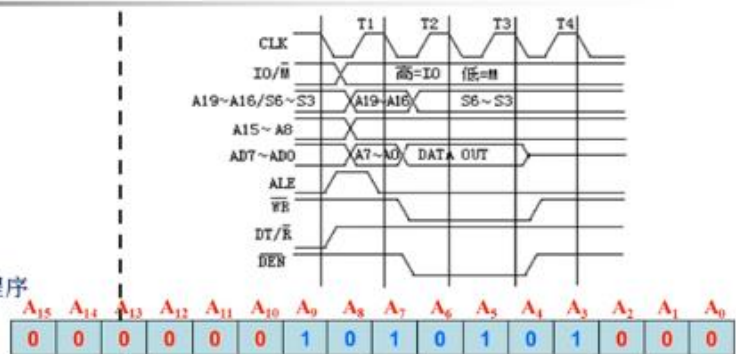 T1 T2 T3 T4
CLK
IO/M̅ 高=IO 低=M
A19~A16/S6~S3 A19~A16 S6~S3
A15~A8
AD7~AD0 A7~A0 DATA OUT
ALE
W̅R̅
DT/R̅
D̅E̅N̅
程序
A15 A14 A13 A12 A11 A10 A9 A8 A7 A6 A5 A4 A3 A2 A1 A0
0 0 0 0 0 0 1 0 1 0 1 0 1 0 0 0